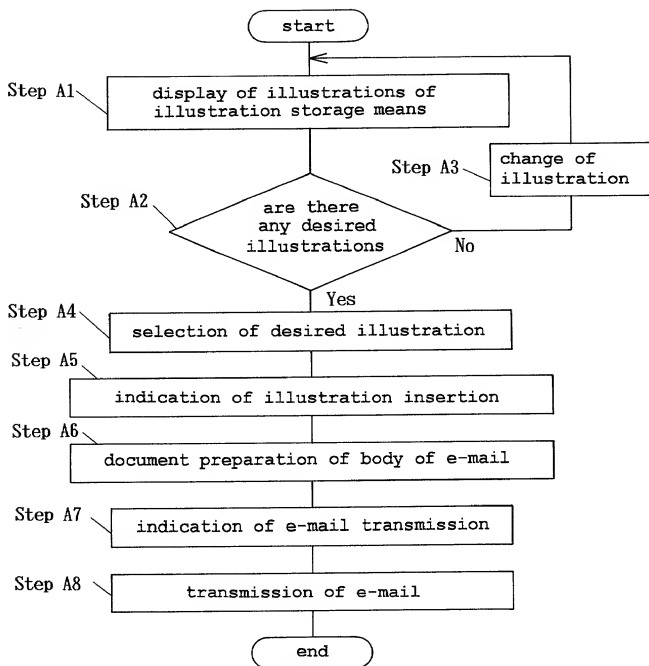 start
Step A1
display of illustrations of
illustration storage means
Step A3
change of
illustration
Step A2
are there
any desired
illustrations
No
Yes
Step A4
selection of desired illustration
Step A5
indication of illustration insertion
Step A6
document preparation of body of e-mail
Step A7
indication of e-mail transmission
Step A8
transmission of e-mail
end